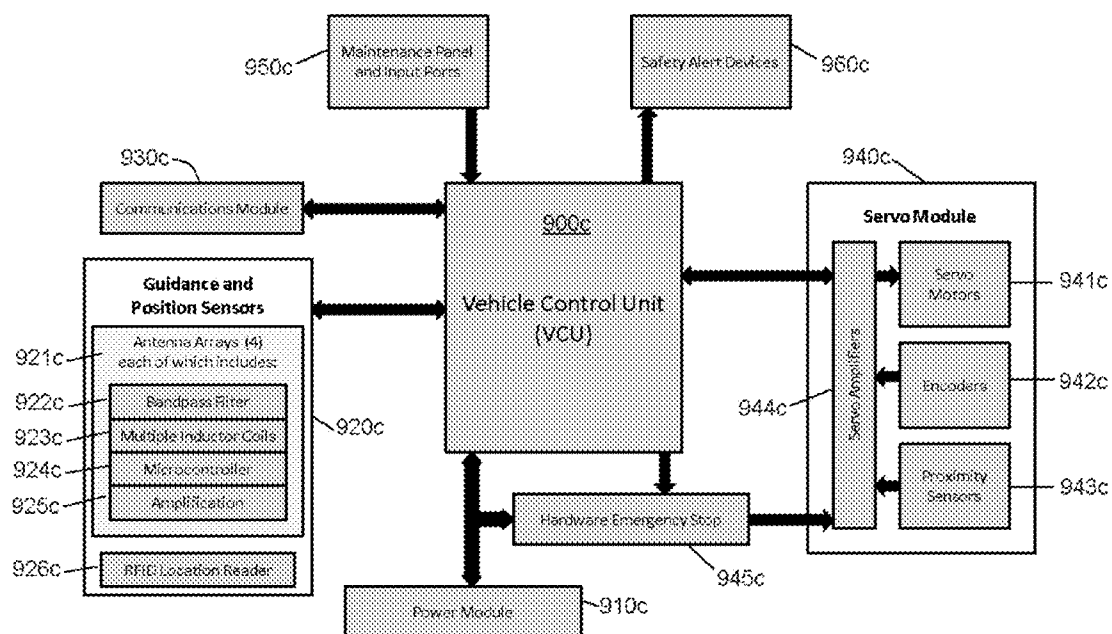 950c
Maintenance Panel
and Input Ports
Safety Alert Devices
960c
930c
Communications Module
900c
Vehicle Control Unit
(VCU)
940c
Servo Module
Servo Amplifiers
944c
Servo
Motors
941c
Encoders
942c
Proximity
Sensors
943c
Guidance and
Position Sensors
Antenna Arrays (4)
each of which includes:
921c
Bandpass Filter
922c
Multiple Inductor Coils
923c
Microcontroller
924c
Amplification
925c
920c
RFID Location Reader
926c
Hardware Emergency Stop
945c
Power Module
910c